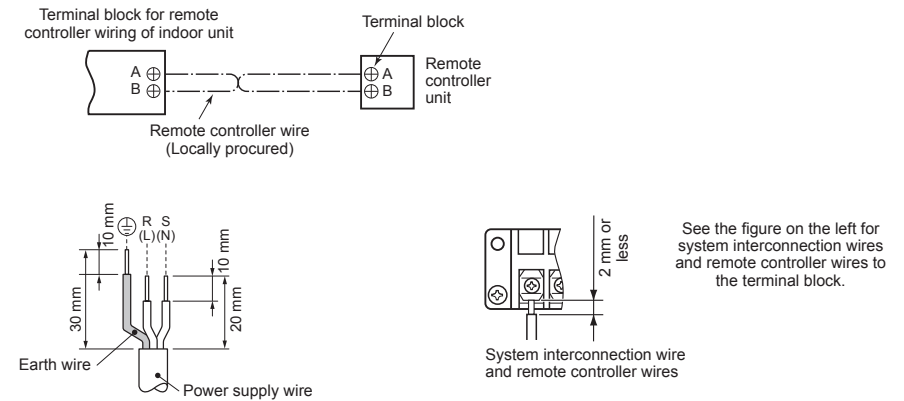 Terminal block for remote
controller wiring of indoor unit
Terminal block
A
B
A
B
Remote
controller
unit
Remote controller wire
(Locally procured)
10 mm
R
(L)
S
(N)
10 mm
30 mm
20 mm
Earth wire
Power supply wire
2 mm or
less
System interconnection wire
and remote controller wires
See the figure on the left for
system interconnection wires
and remote controller wires to
the terminal block.